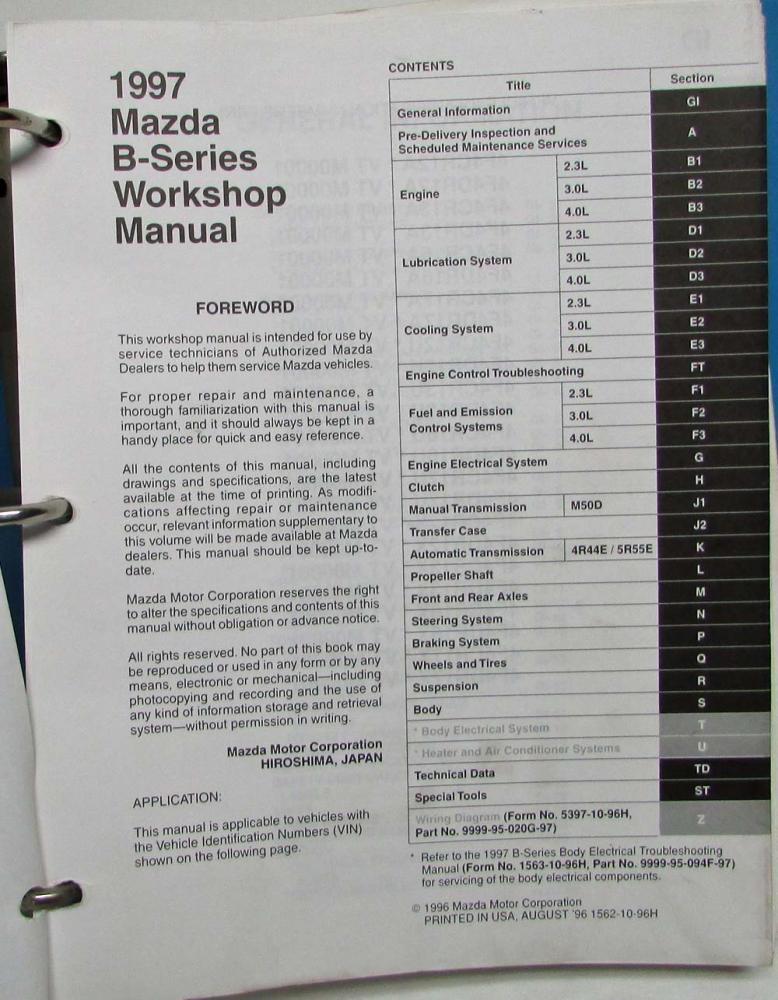 1997
Mazda
B-Series
Workshop
Manual
FOREWORD
This workshop manual is intended for use by
service technicians of Authorized Mazda
Dealers to help them service Mazda vehicles.
For proper repair and maintenance, a
thorough familiarization with this manual is
important, and it should always be kept in a
handy place for quick and easy reference.
All the contents of this manual, including
drawings and specifications, are the latest
available at the time of printing. As modifi-
cations affecting repair or maintenance
occur, relevant information supplementary to
this volume will be made available at Mazda
dealers. This manual should be kept up-to-
date.
Mazda Motor Corporation reserves the right
to alter the specifications and contents of this
manual without obligation or advance notice.
All rights reserved. No part of this book may
be reproduced or used in any form or by any
means, electronic or mechanical—including
photocopying and recording and the use of
any kind of information storage and retrieval
system—without permission in writing.
Mazda Motor Corporation
HIROSHIMA, JAPAN
APPLICATION:
This manual is applicable to vehicles with
the Vehicle Identification Numbers (VIN)
shown on the following page.
CONTENTS
Title Section
General Information GI
Pre-Delivery Inspection and
Scheduled Maintenance Services A
Engine 2.3L B1
3.0L B2
4.0L B3
Lubrication System 2.3L D1
3.0L D2
4.0L D3
Cooling System 2.3L E1
3.0L E2
4.0L E3
Engine Control Troubleshooting FT
Fuel and Emission
Control Systems 2.3L F1
3.0L F2
4.0L F3
Engine Electrical System G
Clutch H
Manual Transmission M50D J1
Transfer Case J2
Automatic Transmission 4R44E / 5R55E K
Propeller Shaft L
Front and Rear Axles M
Steering System N
Braking System P
Wheels and Tires Q
Suspension R
Body S
* Body Electrical System T
* Heater and Air Conditioner Systems U
Technical Data TD
Special Tools ST
Wiring Diagram (Form No. 5397-10-96H,
Part No. 9999-95-020G-97) Z
* Refer to the 1997 B-Series Body Electrical Troubleshooting
Manual (Form No. 1563-10-96H, Part No. 9999-95-094F-97)
for servicing of the body electrical components.
© 1996 Mazda Motor Corporation
PRINTED IN USA, AUGUST '96 1562-10-96H